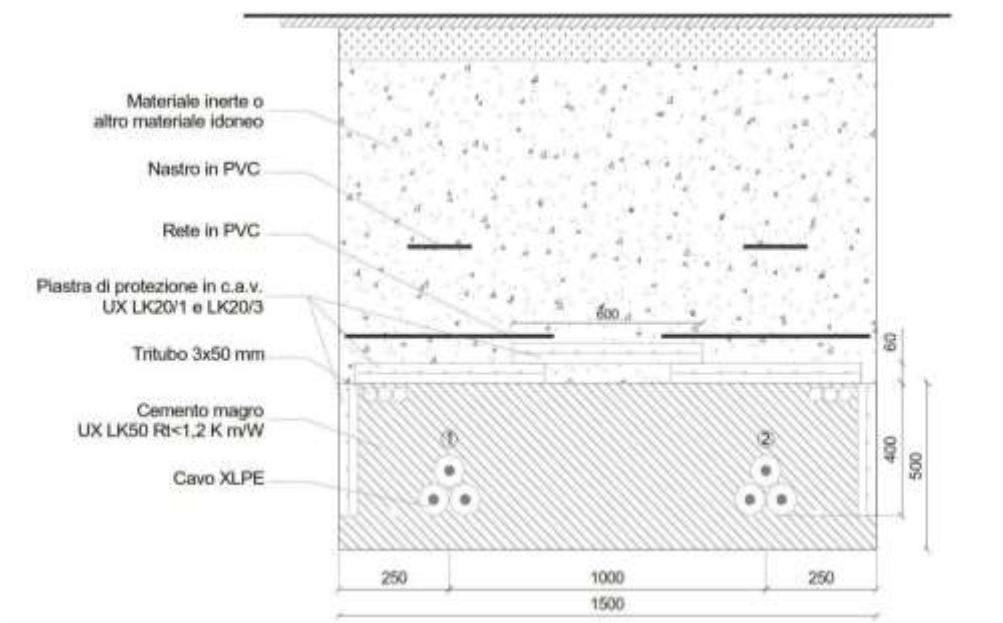 Materiale inerte o
altro materiale idoneo
Nastro in PVC
Rete in PVC
Piastra di protezione in c.a.v.
UX LK20/1 e LK20/3
Tritubo 3x50 mm
Cemento magro
UX LK50 Rt<1,2 K m/W
Cavo XLPE
600
60
400
500
1
2
250
1000
250
1500